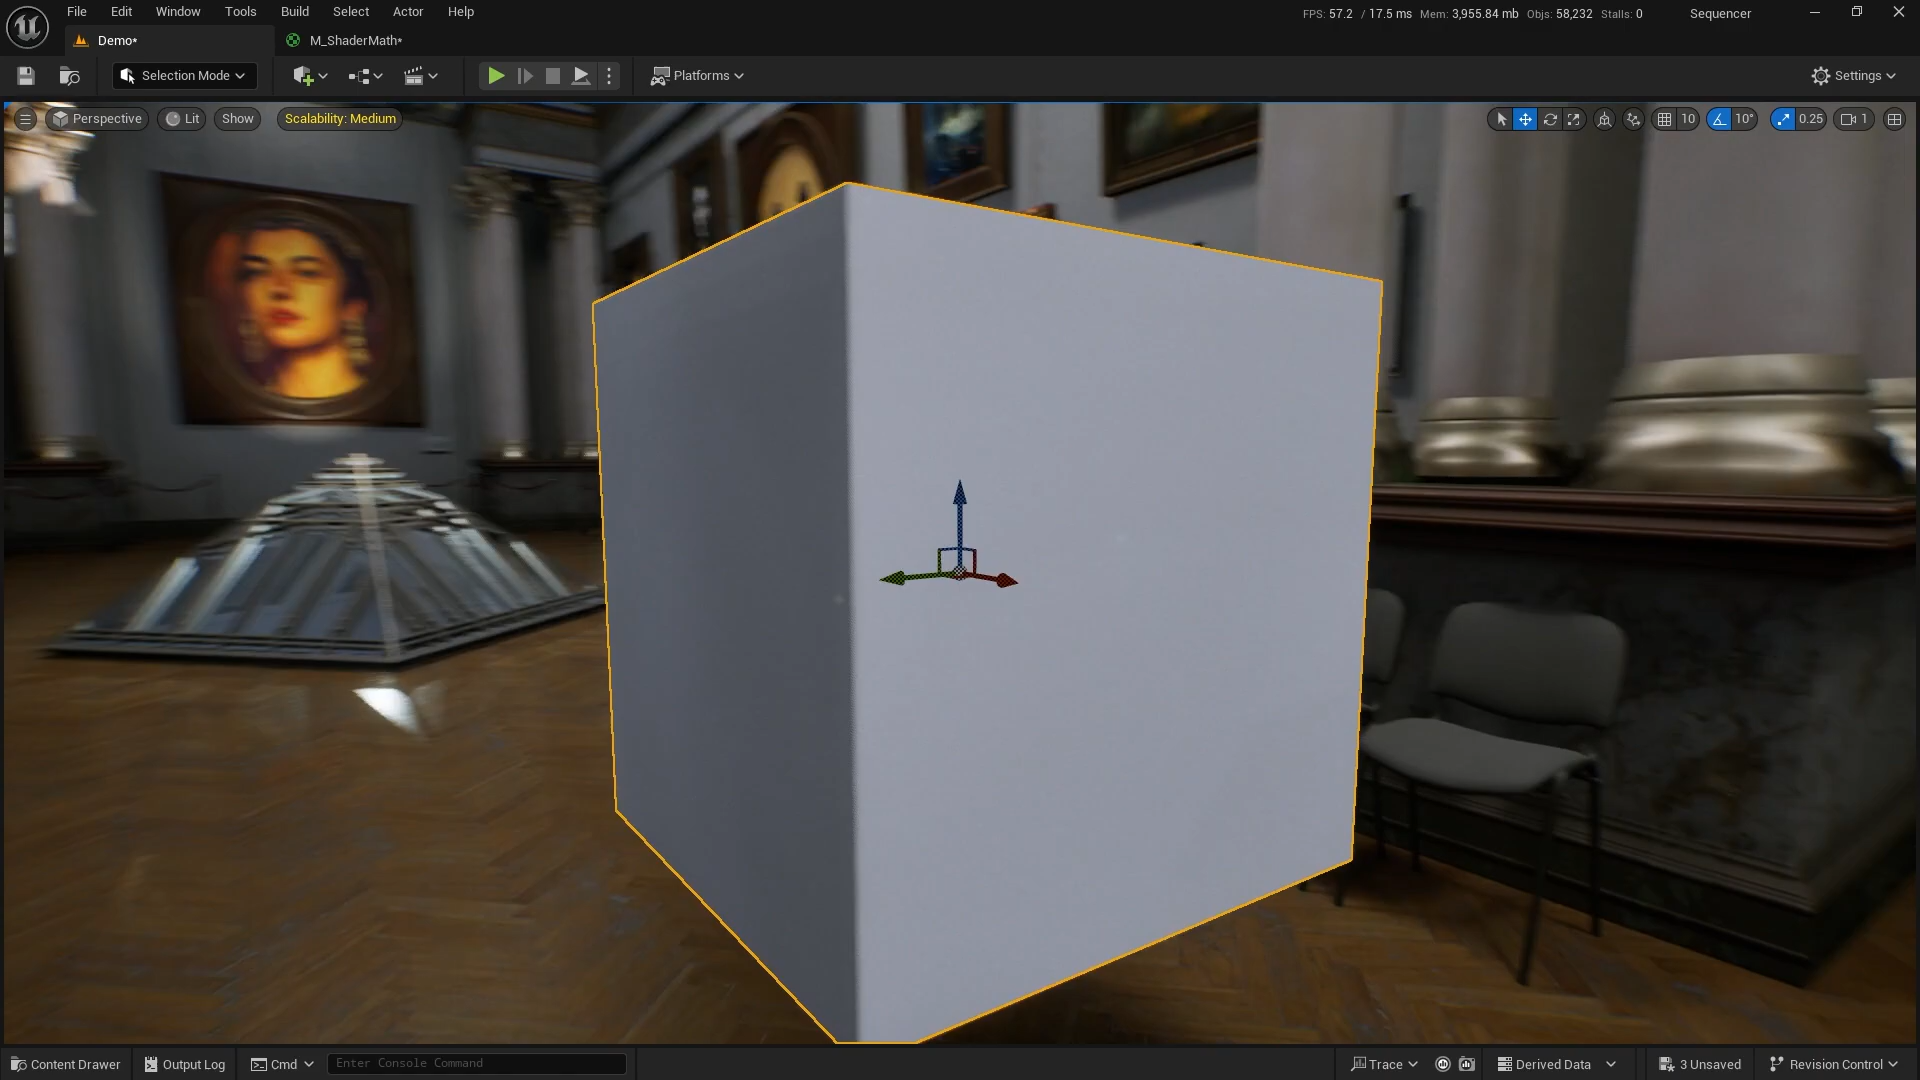 File Edit Window Tools Build Select Actor Help
FPS: 57.2 / 17.5 ms Mem: 3,955.84 mb Objs: 58,232 Stalls: 0 Sequencer
Demo*
M_ShaderMath*
Selection Mode
Platforms
Settings
Perspective
Lit
Show
Scalability: Medium
10
10°
0.25
1
Content Drawer
Output Log
Cmd
Enter Console Command
Trace
Derived Data
3 Unsaved
Revision Control